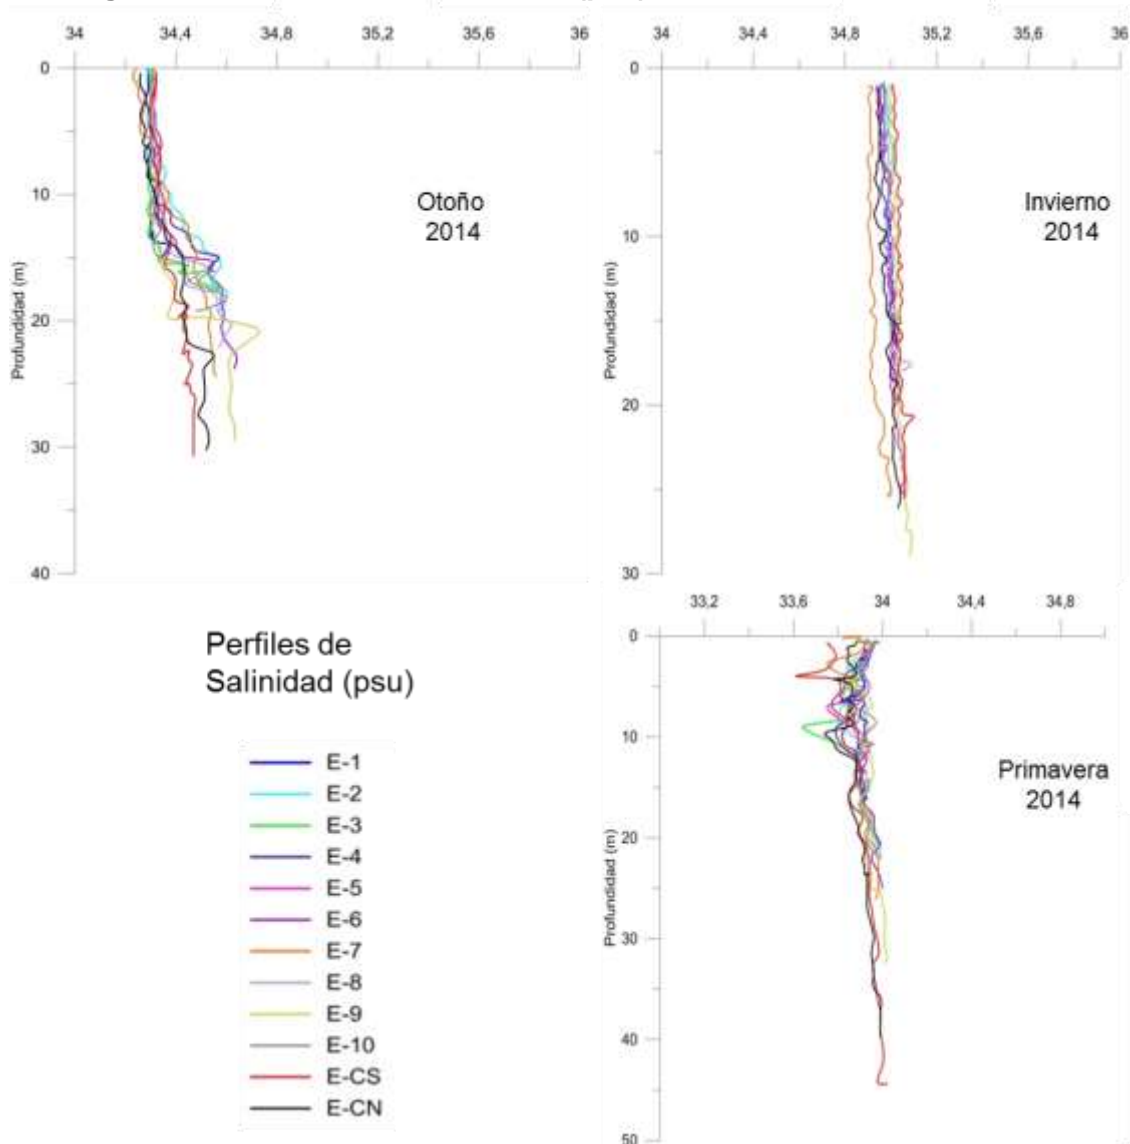 34 34,4 34,8 35,2 35,6 36
0
10
20
30
40
Profundidad (m)
Otoño
2014
34 34,4 34,8 35,2 35,6 36
0
10
20
30
Profundidad (m)
Invierno
2014
Perfiles de
Salinidad (psu)
E-1
E-2
E-3
E-4
E-5
E-6
E-7
E-8
E-9
E-10
E-CS
E-CN
33,2 33,6 34 34,4 34,8
0
10
20
30
40
50
Profundidad (m)
Primavera
2014